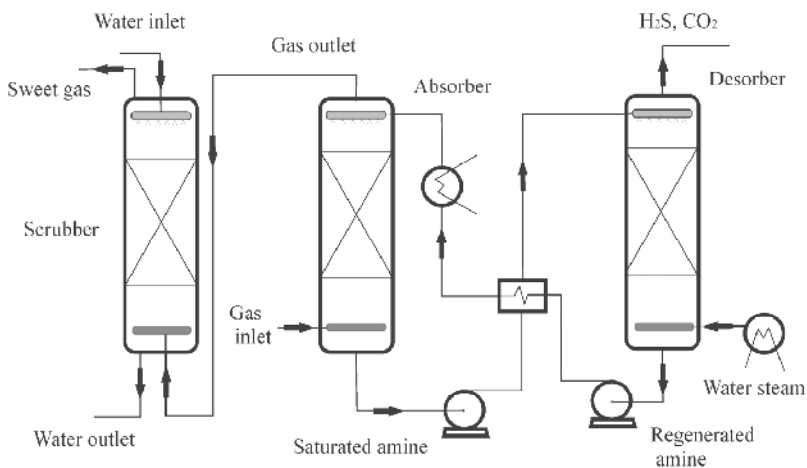 Water inlet
Gas outlet
H₂S, CO₂
Sweet gas
Absorber
Desorber
Scrubber
Gas
inlet
Water steam
Water outlet
Saturated amine
Regenerated
amine